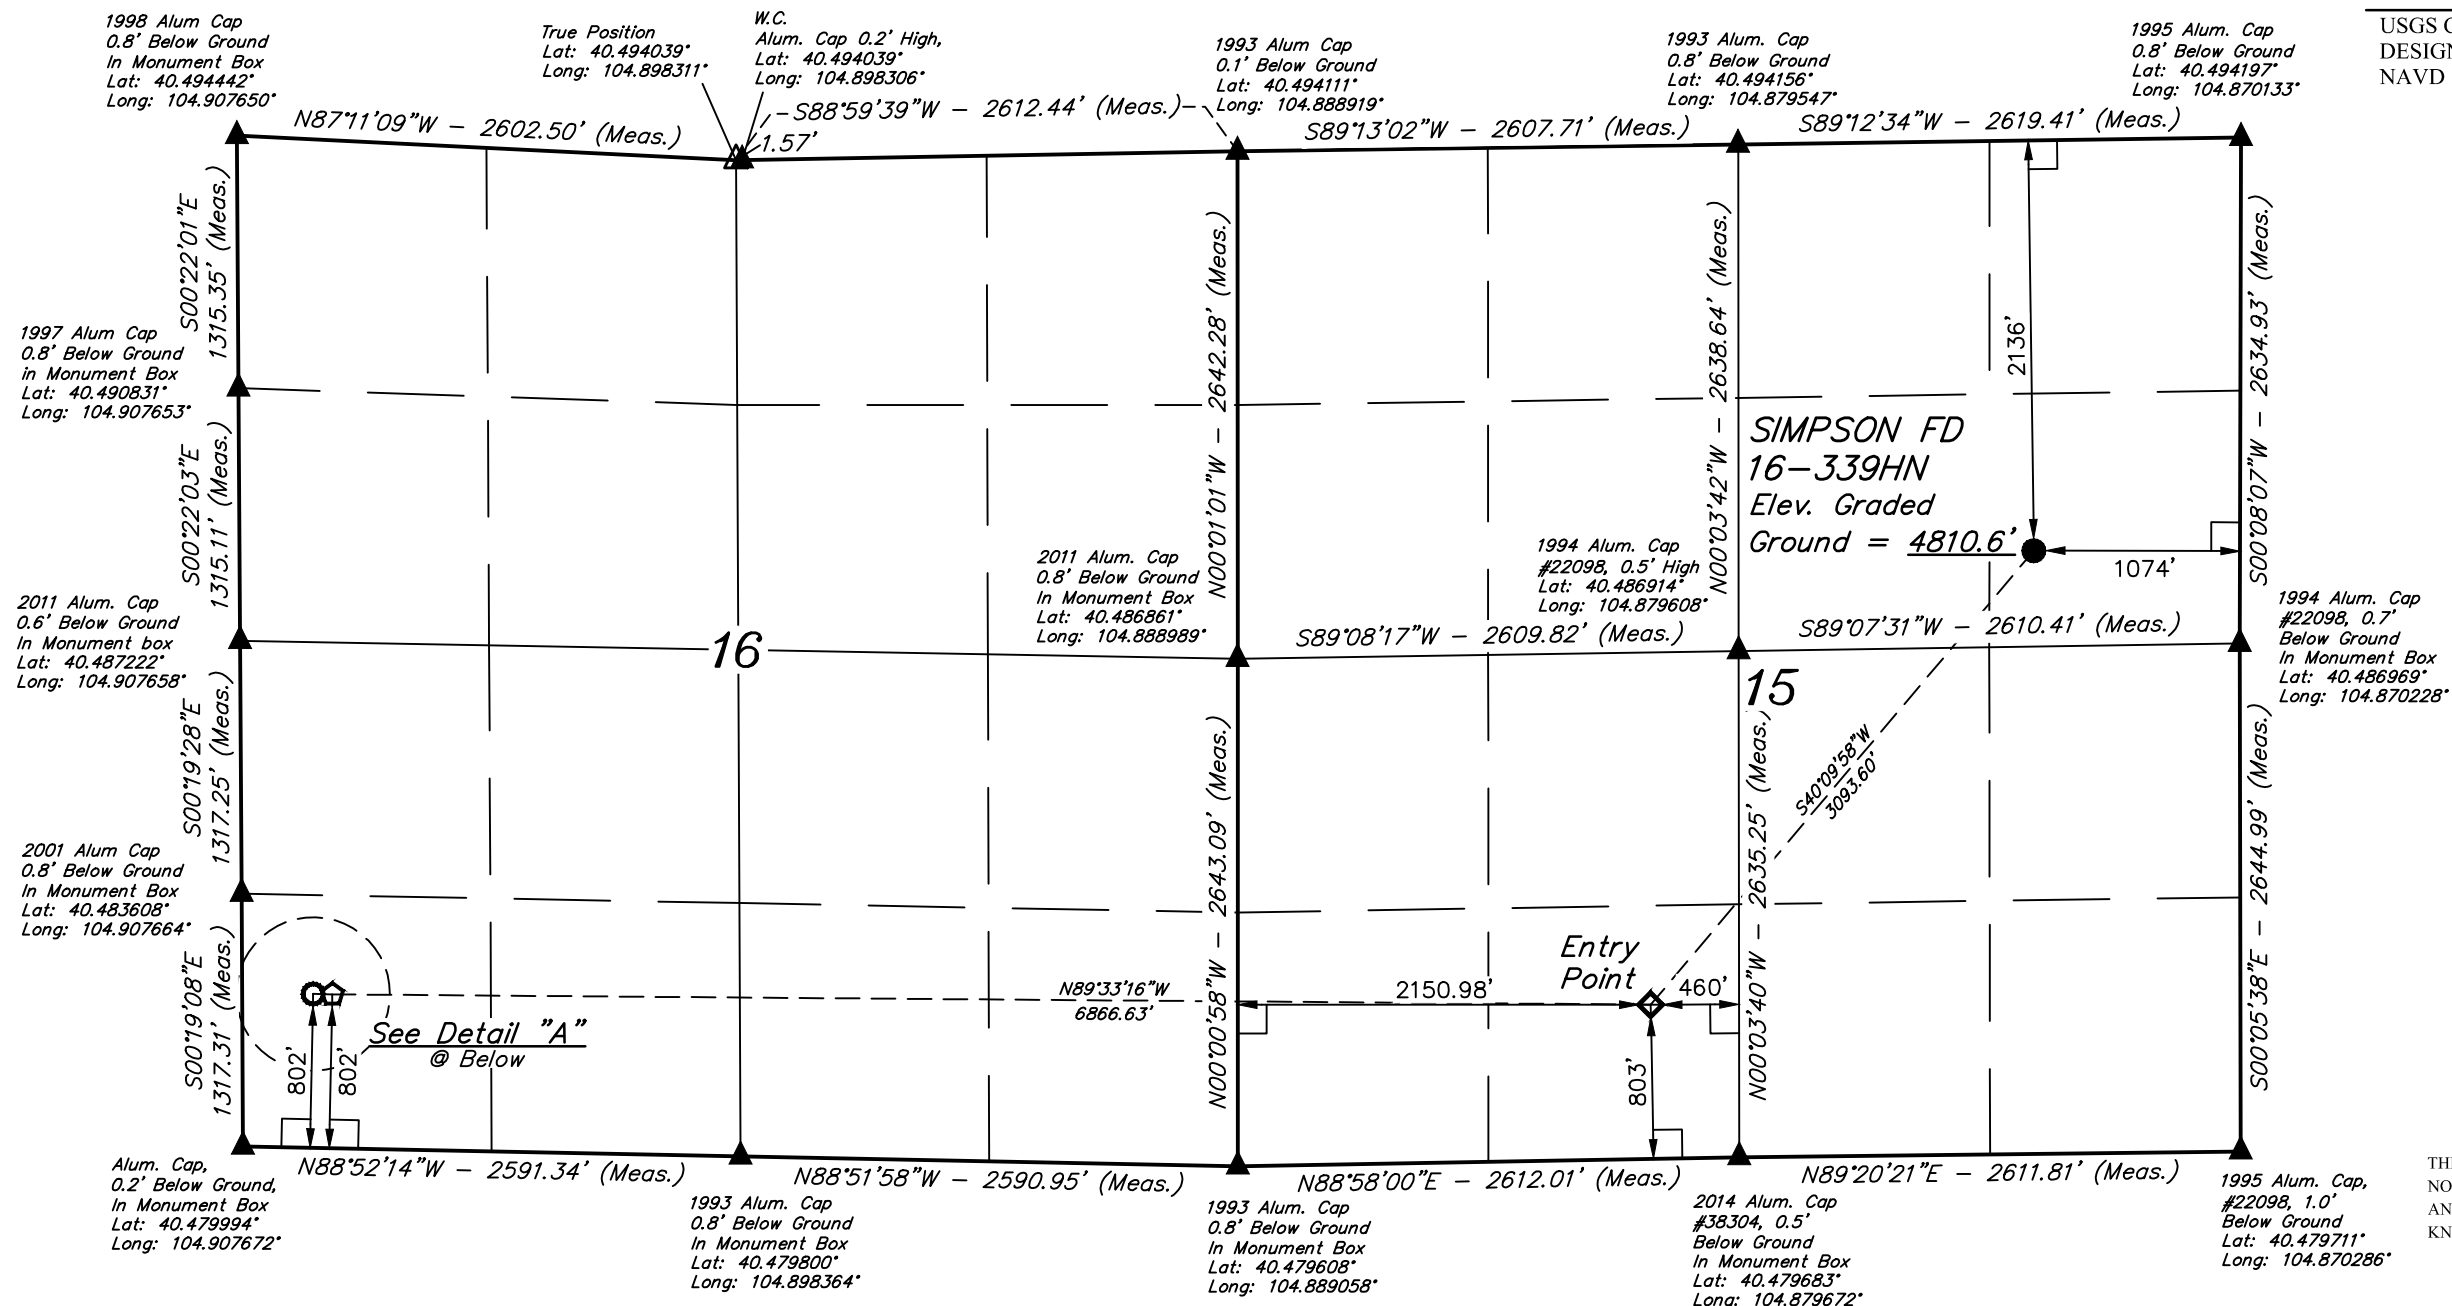 1998 Alum Cap
0.8' Below Ground
In Monument Box
Lat: 40.494442°
Long: 104.907650°
True Position
Lat: 40.494039°
Long: 104.898311°
W.C.
Alum. Cap 0.2' High,
Lat: 40.494039°
Long: 104.898306°
1993 Alum Cap
0.1' Below Ground
Lat: 40.494111°
Long: 104.888919°
1993 Alum. Cap
0.8' Below Ground
Lat: 40.494156°
Long: 104.879547°
1995 Alum. Cap
0.8' Below Ground
Lat: 40.494197°
Long: 104.870133°
USGS
DESIGN
NAVD
N87°11'09"W - 2602.50' (Meas.)
S88°59'39"W - 2612.44' (Meas.)
1.57'
S89°13'02"W - 2607.71' (Meas.)
S89°12'34"W - 2619.41' (Meas.)
S00°22'01"E
1315.35' (Meas.)
N00°01'01"W - 2642.28' (Meas.)
N00°03'42"W - 2638.64' (Meas.)
2136'
S00°08'07"W - 2634.93' (Meas.)
1997 Alum Cap
0.8' Below Ground
in Monument Box
Lat: 40.490831°
Long: 104.907653°
S00°22'03"E
1315.11' (Meas.)
SIMPSON FD
16-339HN
Elev. Graded
Ground = 4810.6'
1074'
2011 Alum. Cap
0.6' Below Ground
In Monument box
Lat: 40.487222°
Long: 104.907658°
16
2011 Alum. Cap
0.8' Below Ground
In Monument Box
Lat: 40.486861°
Long: 104.888989°
1994 Alum. Cap
#22098, 0.5' High
Lat: 40.486914°
Long: 104.879608°
S89°08'17"W - 2609.82' (Meas.)
S89°07'31"W - 2610.41' (Meas.)
1994 Alum. Cap
#22098, 0.7'
Below Ground
In Monument Box
Lat: 40.486969°
Long: 104.870228°
15
S00°19'28"E
1317.25' (Meas.)
N00°00'58"W - 2643.09' (Meas.)
N00°03'40"W - 2635.25' (Meas.)
S40°09'58"W
3093.60'
S00°05'38"E - 2644.99' (Meas.)
2001 Alum Cap
0.8' Below Ground
In Monument Box
Lat: 40.483608°
Long: 104.907664°
S00°19'08"E
1317.31' (Meas.)
See Detail "A"
@ Below
802'
802'
N89°33'16"W
6866.63'
2150.98'
Entry
Point
460'
803'
N88°52'14"W - 2591.34' (Meas.)
N88°51'58"W - 2590.95' (Meas.)
N88°58'00"E - 2612.01' (Meas.)
N89°20'21"E - 2611.81' (Meas.)
Alum. Cap,
0.2' Below Ground,
In Monument Box
Lat: 40.479994°
Long: 104.907672°
1993 Alum. Cap
0.8' Below Ground
In Monument Box
Lat: 40.479800°
Long: 104.898364°
1993 Alum. Cap
0.8' Below Ground
In Monument Box
Lat: 40.479608°
Long: 104.889058°
2014 Alum. Cap
#38304, 0.5'
Below Ground
In Monument Box
Lat: 40.479683°
Long: 104.879672°
1995 Alum. Cap,
#22098, 1.0'
Below Ground
Lat: 40.479711°
Long: 104.870286°
NO
AN
KN